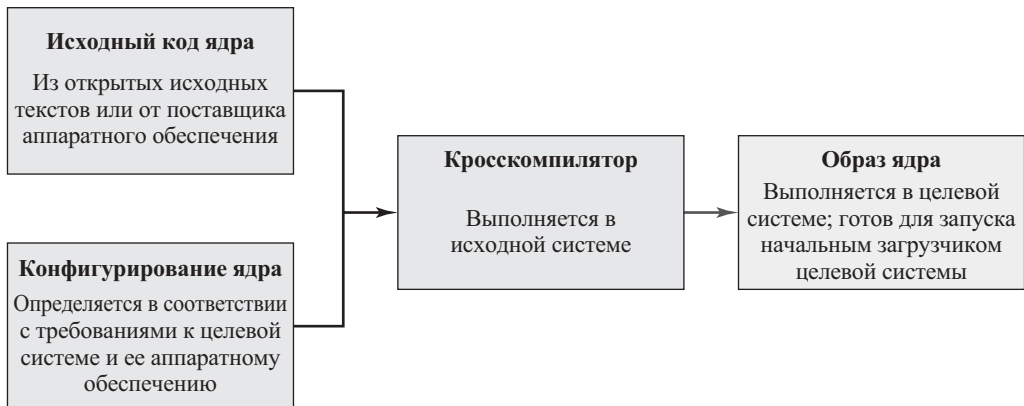 Исходный код ядра
Из открытых исходных
текстов или от поставщика
аппаратного обеспечения
Конфигурирование ядра
Определяется в соответствии
с требованиями к целевой
системе и ее аппаратному
обеспечению
Кросскомпилятор
Выполняется в
исходной системе
Образ ядра
Выполняется в целевой
системе; готов для запуска
начальным загрузчиком
целевой системы